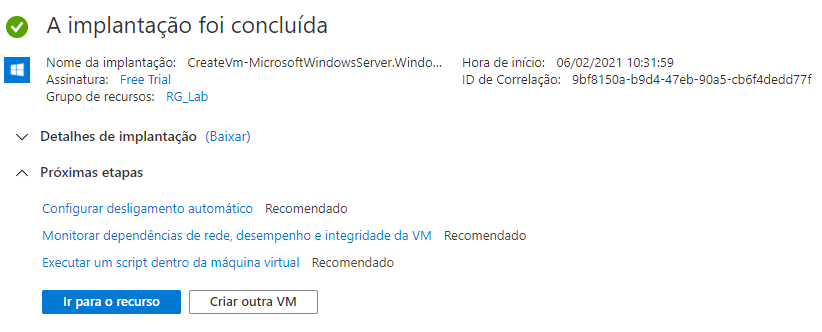 A implantação foi concluída
Nome da implantação: CreateVm-MicrosoftWindowsServer.Windo... Hora de início: 06/02/2021 10:31:59
Assinatura: Free Trial ID de Correlação: 9bf8150a-b9d4-47eb-90a5-cb6f4dedd77f
Grupo de recursos: RG_Lab
Detalhes de implantação (Baixar)
Próximas etapas
Configurar desligamento automático Recomendado
Monitorar dependências de rede, desempenho e integridade da VM Recomendado
Executar um script dentro da máquina virtual Recomendado
Ir para o recurso Criar outra VM